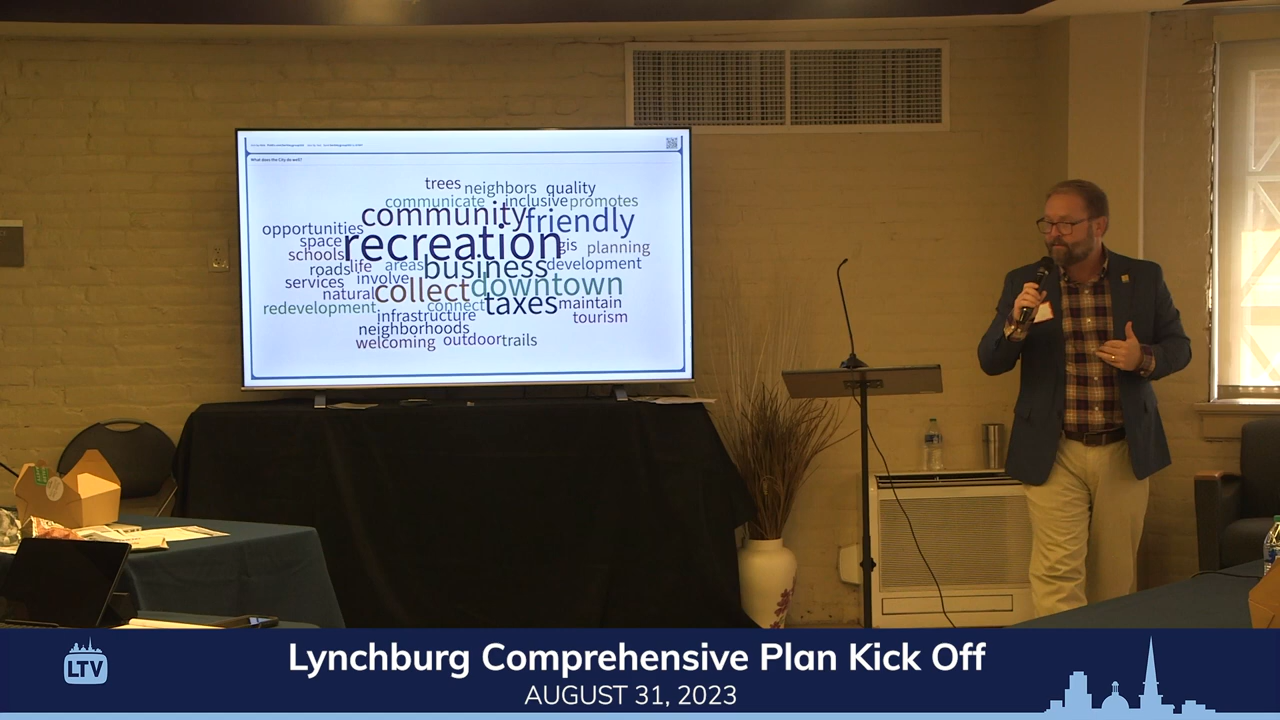 What does the City do well?
trees neighbors quality
communicate inclusive promotes
opportunities community friendly
space recreation gis planning
schools
roads life areas business development
services involve
natural collect downtown
redevelopment connect taxes maintain
infrastructure tourism
neighborhoods
welcoming outdoor trails
LTV
Lynchburg Comprehensive Plan Kick Off
AUGUST 31, 2023